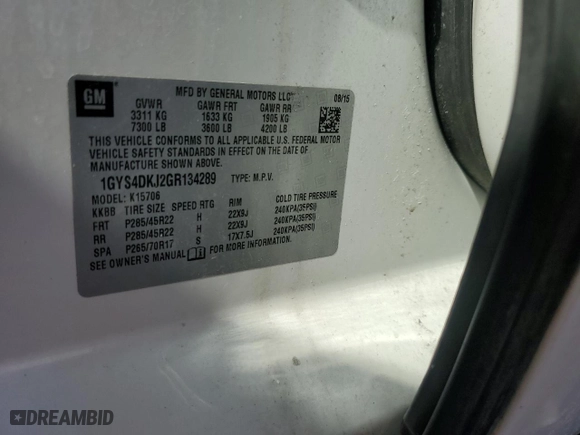 GM
MFD BY GENERAL MOTORS LLC
08/15
GVWR GAWR FRT GAWR RR
3311 KG 1633 KG 1905 KG
7300 LB 3600 LB 4200 LB
THIS VEHICLE CONFORMS TO ALL APPLICABLE U.S. FEDERAL MOTOR
VEHICLE SAFETY STANDARDS IN EFFECT ON THE DATE OF
MANUFACTURE SHOWN ABOVE.
1GYS4DKJ2GR134289 TYPE: M.P.V.
MODEL: K15706
KKBB TIRE SIZE SPEED RTG RIM COLD TIRE PRESSURE
FRT P285/45R22 H 22X9J 240KPA(35PSI)
RR P285/45R22 H 22X9J 240KPA(35PSI)
SPA P265/70R17 S 17X7.5J 240KPA(35PSI)
SEE OWNER'S MANUAL FOR MORE INFORMATION.
DREAMBID